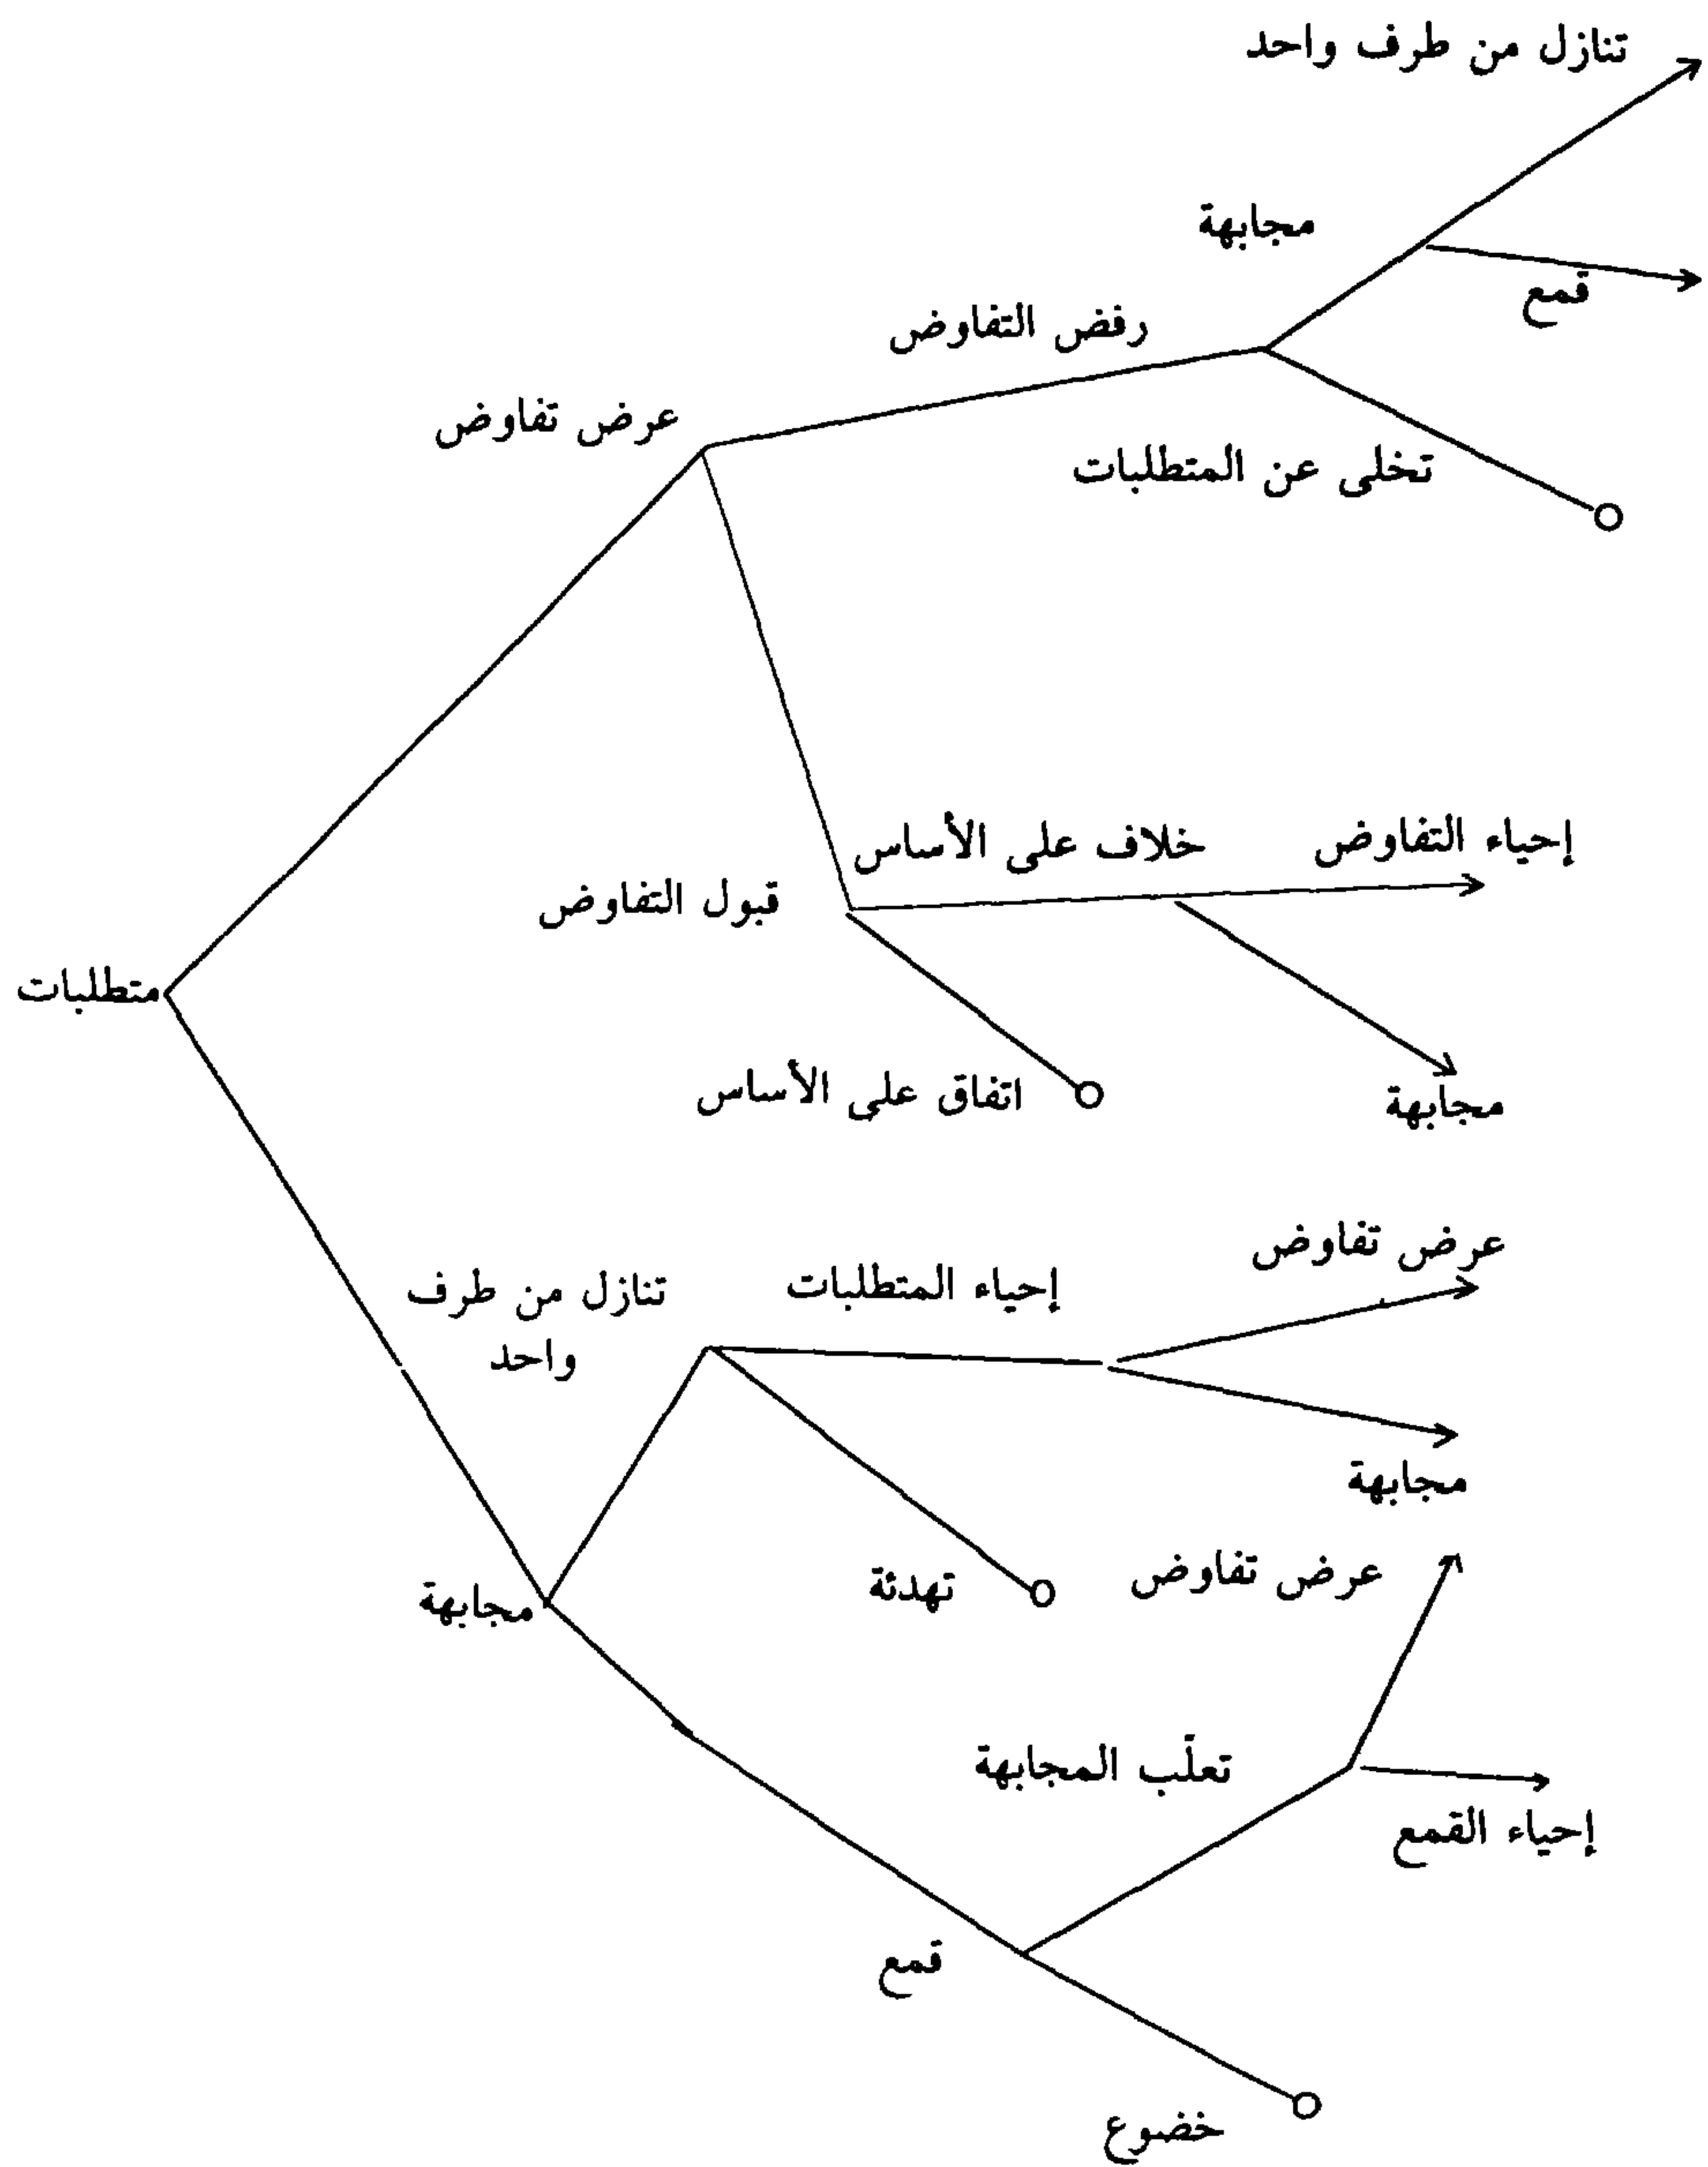 تنازل من طرف واحد
مجابهة
قمع
رفض التفاوض
عرض تفاوض
تخلى عن المتطلبات
خلاف على الأساس
إحياء التفاوض
قبول التفاوض
متطلبات
اتفاق على الأساس
مجابهة
عرض تفاوض
إحياء المتطلبات
تنازل من طرف
واحد
مجابهة
عرض تفاوض
تهدئة
مجابهة
تعلّب المجابهة
إحياء القمع
قمع
خضوع